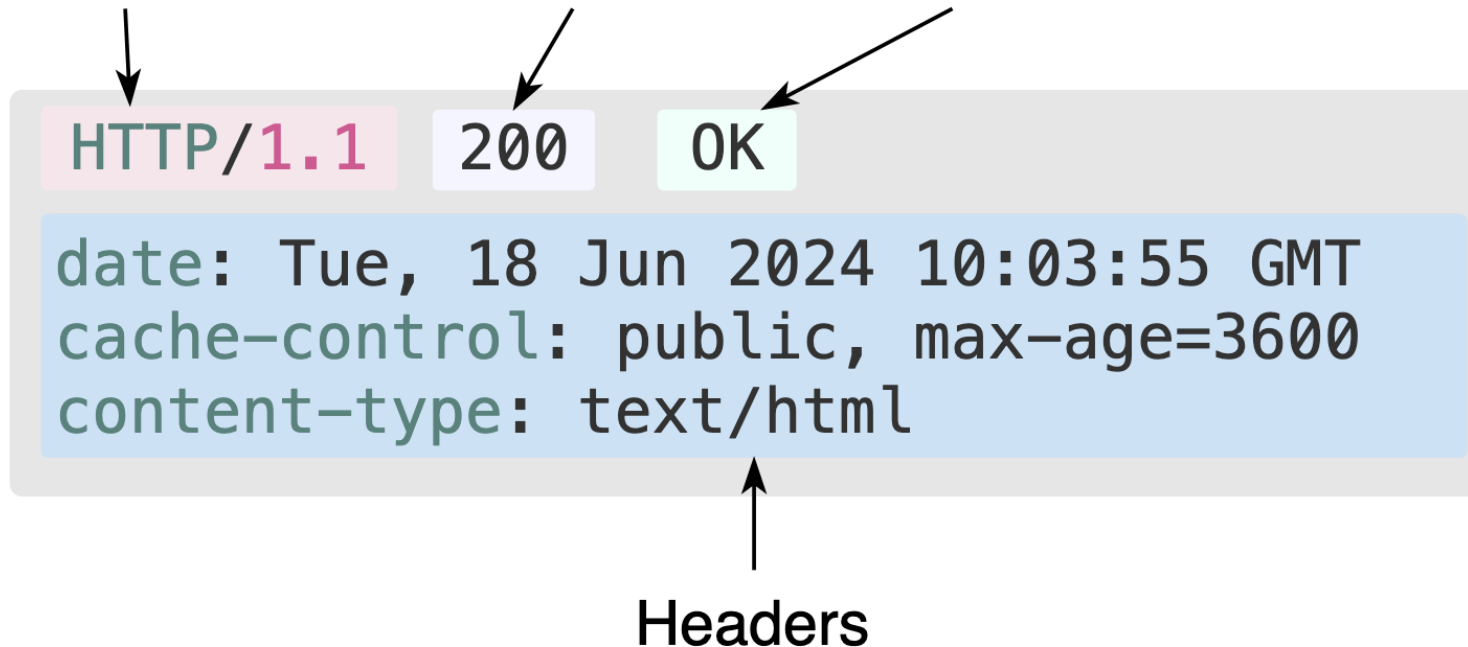 HTTP/1.1 200 OK
date: Tue, 18 Jun 2024 10:03:55 GMT
cache-control: public, max-age=3600
content-type: text/html
Headers